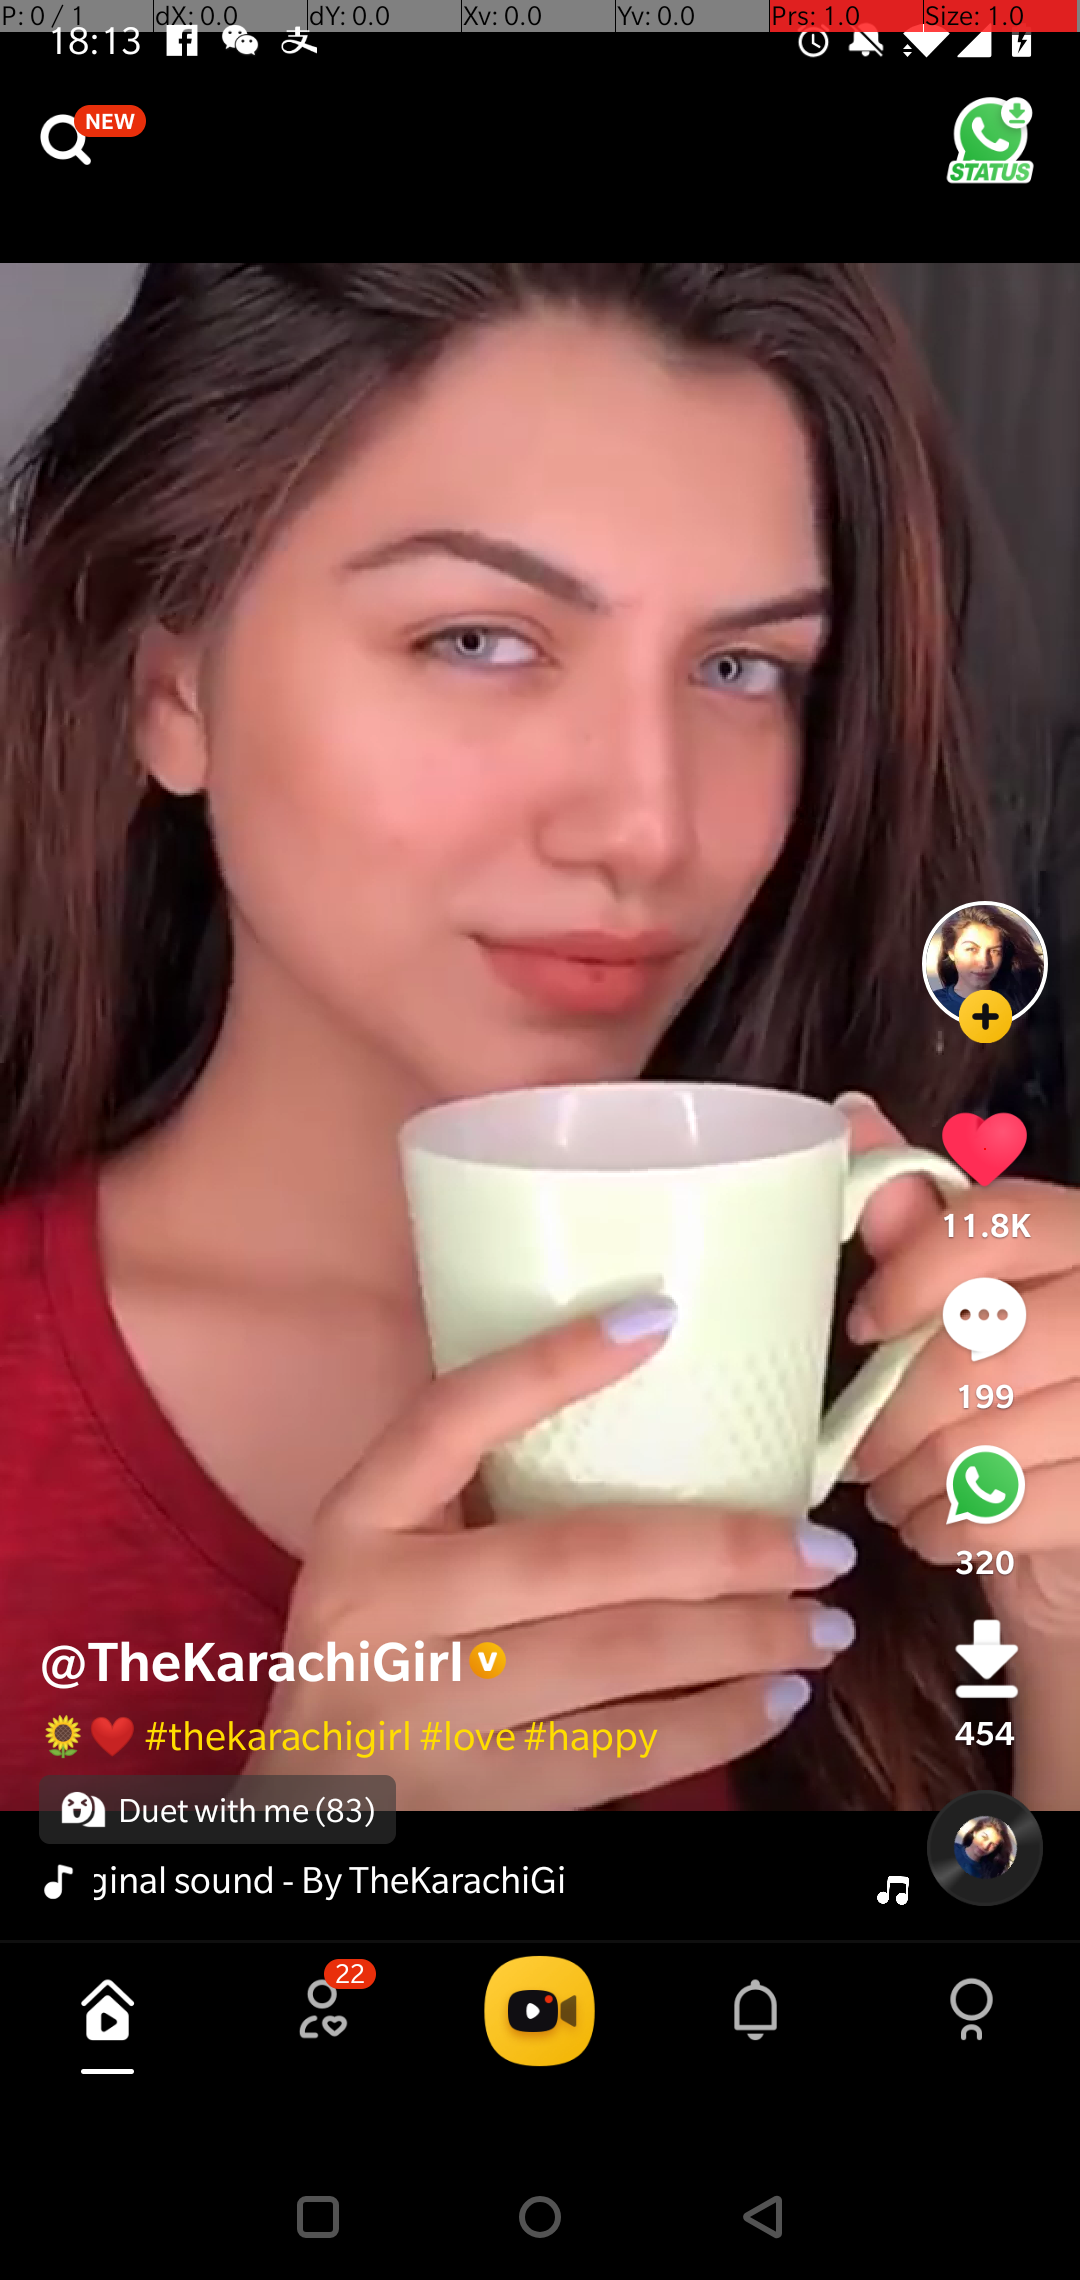 P: 0 / 1 dX: 0.0 dY: 0.0 Xv: 0.0 Yv: 0.0 Prs: 1.0 Size: 1.0
18:13
NEW
STATUS
11.8K
199
320
@TheKarachiGirl
🌻❤️ #thekarachigirl #love #happy
454
Duet with me (83)
ginal sound - By TheKarachiGi
22